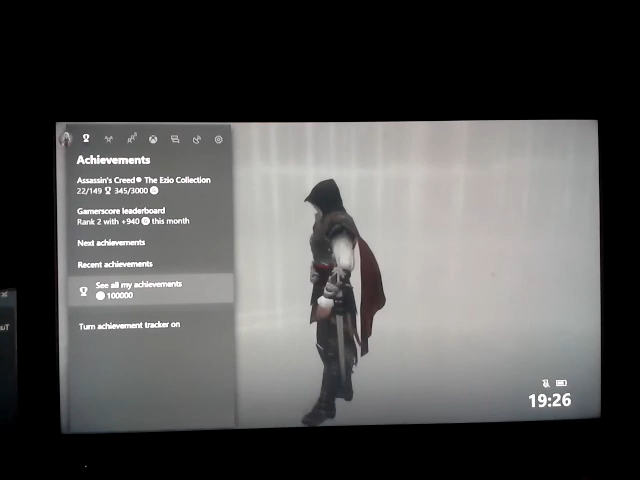 Achievements
Assassin's Creed® The Ezio Collection
22/149 345/3000 G
Gamerscore leaderboard
Rank 2 with +940 G this month
Next achievements
Recent achievements
See all my achievements
G 100000
Turn achievement tracker on
19:26